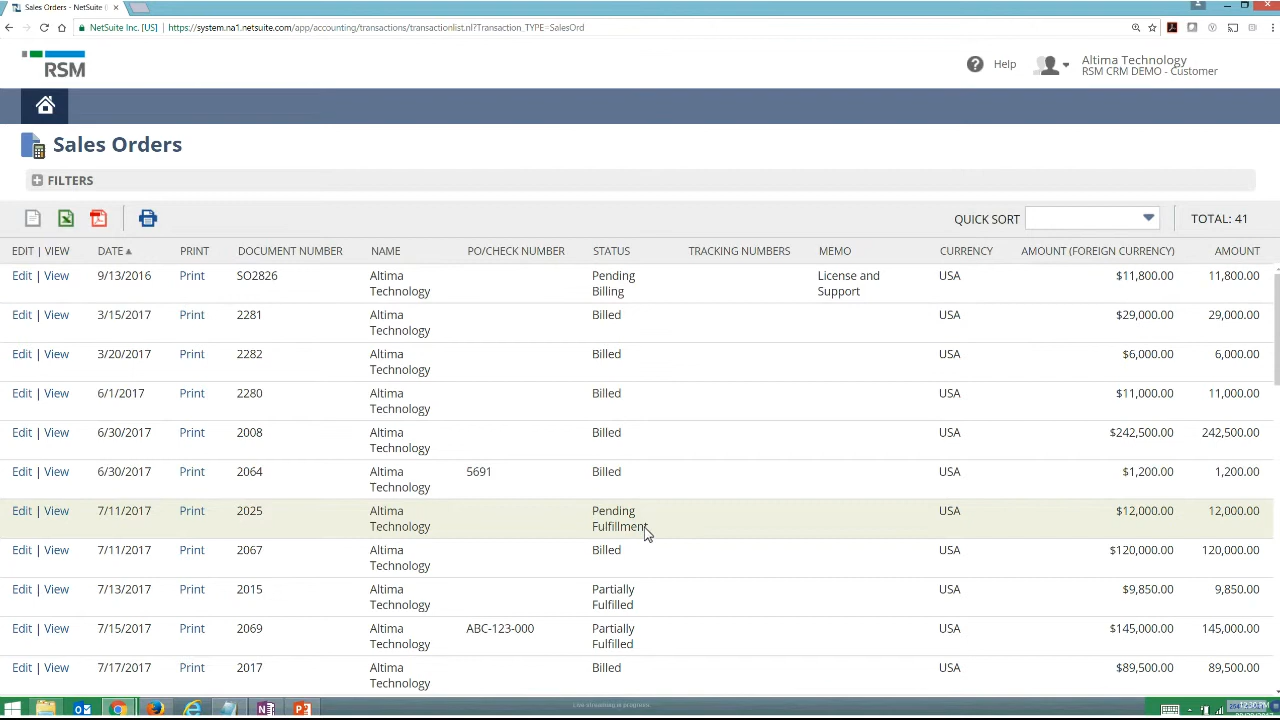 Sales Orders - NetSuite (
NetSuite Inc. [US] | https://system.na1.netsuite.com/app/accounting/transactions/transactionlist.nl?Transaction_TYPE=SalesOrd
RSM
Help
Altima Technology
RSM CRM DEMO - Customer
Sales Orders
FILTERS
QUICK SORT TOTAL: 41
EDIT | VIEW DATE PRINT DOCUMENT NUMBER NAME PO/CHECK NUMBER STATUS TRACKING NUMBERS MEMO CURRENCY AMOUNT (FOREIGN CURRENCY) AMOUNT
Edit | View 9/13/2016 Print SO2826 Altima Pending License and USA $11,800.00 11,800.00
Technology Billing Support
Edit | View 3/15/2017 Print 2281 Altima Billed USA $29,000.00 29,000.00
Technology
Edit | View 3/20/2017 Print 2282 Altima Billed USA $6,000.00 6,000.00
Technology
Edit | View 6/1/2017 Print 2280 Altima Billed USA $11,000.00 11,000.00
Technology
Edit | View 6/30/2017 Print 2008 Altima Billed USA $242,500.00 242,500.00
Technology
Edit | View 6/30/2017 Print 2064 Altima 5691 Billed USA $1,200.00 1,200.00
Technology
Edit | View 7/11/2017 Print 2025 Altima Pending USA $12,000.00 12,000.00
Technology Fulfillment
Edit | View 7/11/2017 Print 2067 Altima Billed USA $120,000.00 120,000.00
Technology
Edit | View 7/13/2017 Print 2015 Altima Partially USA $9,850.00 9,850.00
Technology Fulfilled
Edit | View 7/15/2017 Print 2069 Altima ABC-123-000 Partially USA $145,000.00 145,000.00
Technology Fulfilled
Edit | View 7/17/2017 Print 2017 Altima Billed USA $89,500.00 89,500.00
Technology